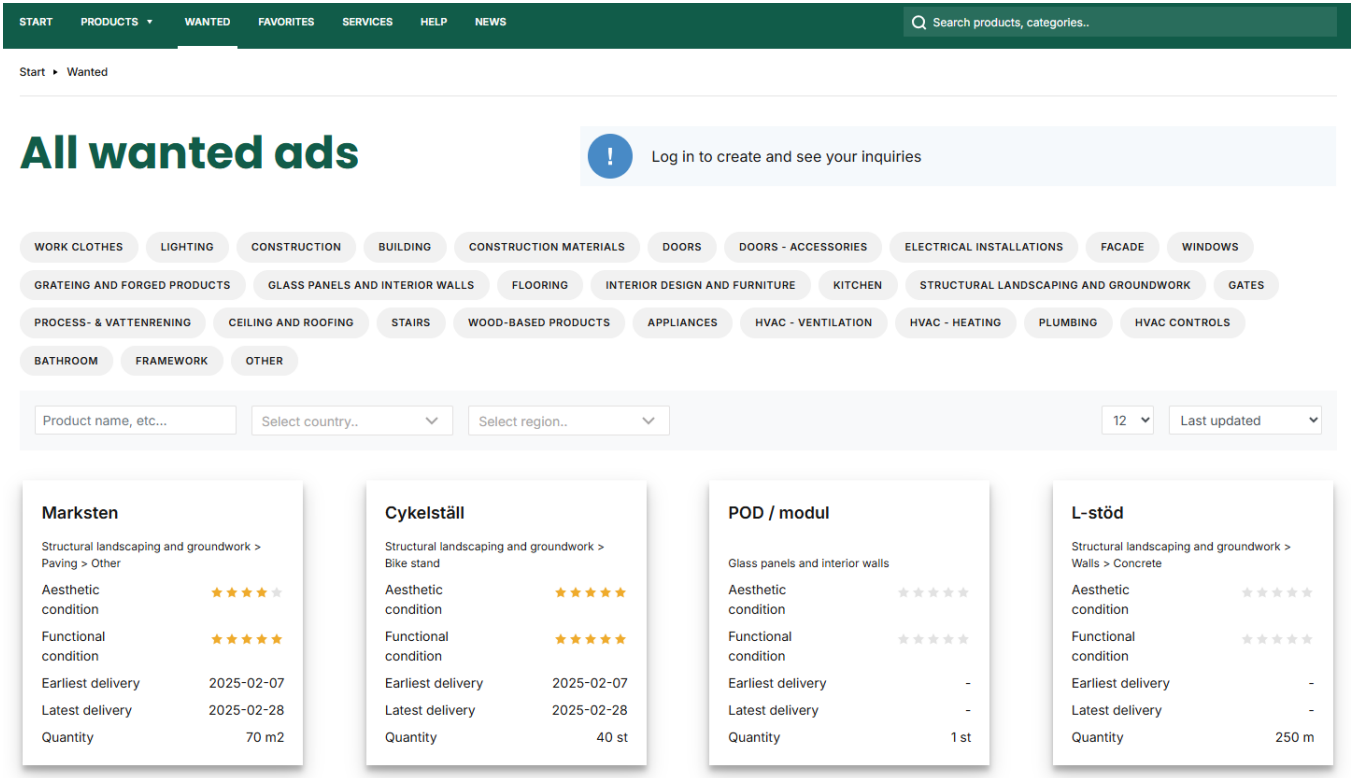 START PRODUCTS ▼ WANTED FAVORITES SERVICES HELP NEWS Search products, categories..
Start ▸ Wanted
All wanted ads
! Log in to create and see your inquiries
WORK CLOTHES LIGHTING CONSTRUCTION BUILDING CONSTRUCTION MATERIALS DOORS DOORS - ACCESSORIES ELECTRICAL INSTALLATIONS FACADE WINDOWS
GRATEING AND FORGED PRODUCTS GLASS PANELS AND INTERIOR WALLS FLOORING INTERIOR DESIGN AND FURNITURE KITCHEN STRUCTURAL LANDSCAPING AND GROUNDWORK GATES
PROCESS- & VATTENRENING CEILING AND ROOFING STAIRS WOOD-BASED PRODUCTS APPLIANCES HVAC - VENTILATION HVAC - HEATING PLUMBING HVAC CONTROLS
BATHROOM FRAMEWORK OTHER
Product name, etc... Select country.. Select region.. 12 Last updated
Marksten
Structural landscaping and groundwork >
Paving > Other
Aesthetic
condition
Functional
condition
Earliest delivery 2025-02-07
Latest delivery 2025-02-28
Quantity 70 m2
Cykelställ
Structural landscaping and groundwork >
Bike stand
Aesthetic
condition
Functional
condition
Earliest delivery 2025-02-07
Latest delivery 2025-02-28
Quantity 40 st
POD / modul
Glass panels and interior walls
Aesthetic
condition
Functional
condition
Earliest delivery -
Latest delivery -
Quantity 1 st
L-stöd
Structural landscaping and groundwork >
Walls > Concrete
Aesthetic
condition
Functional
condition
Earliest delivery -
Latest delivery -
Quantity 250 m